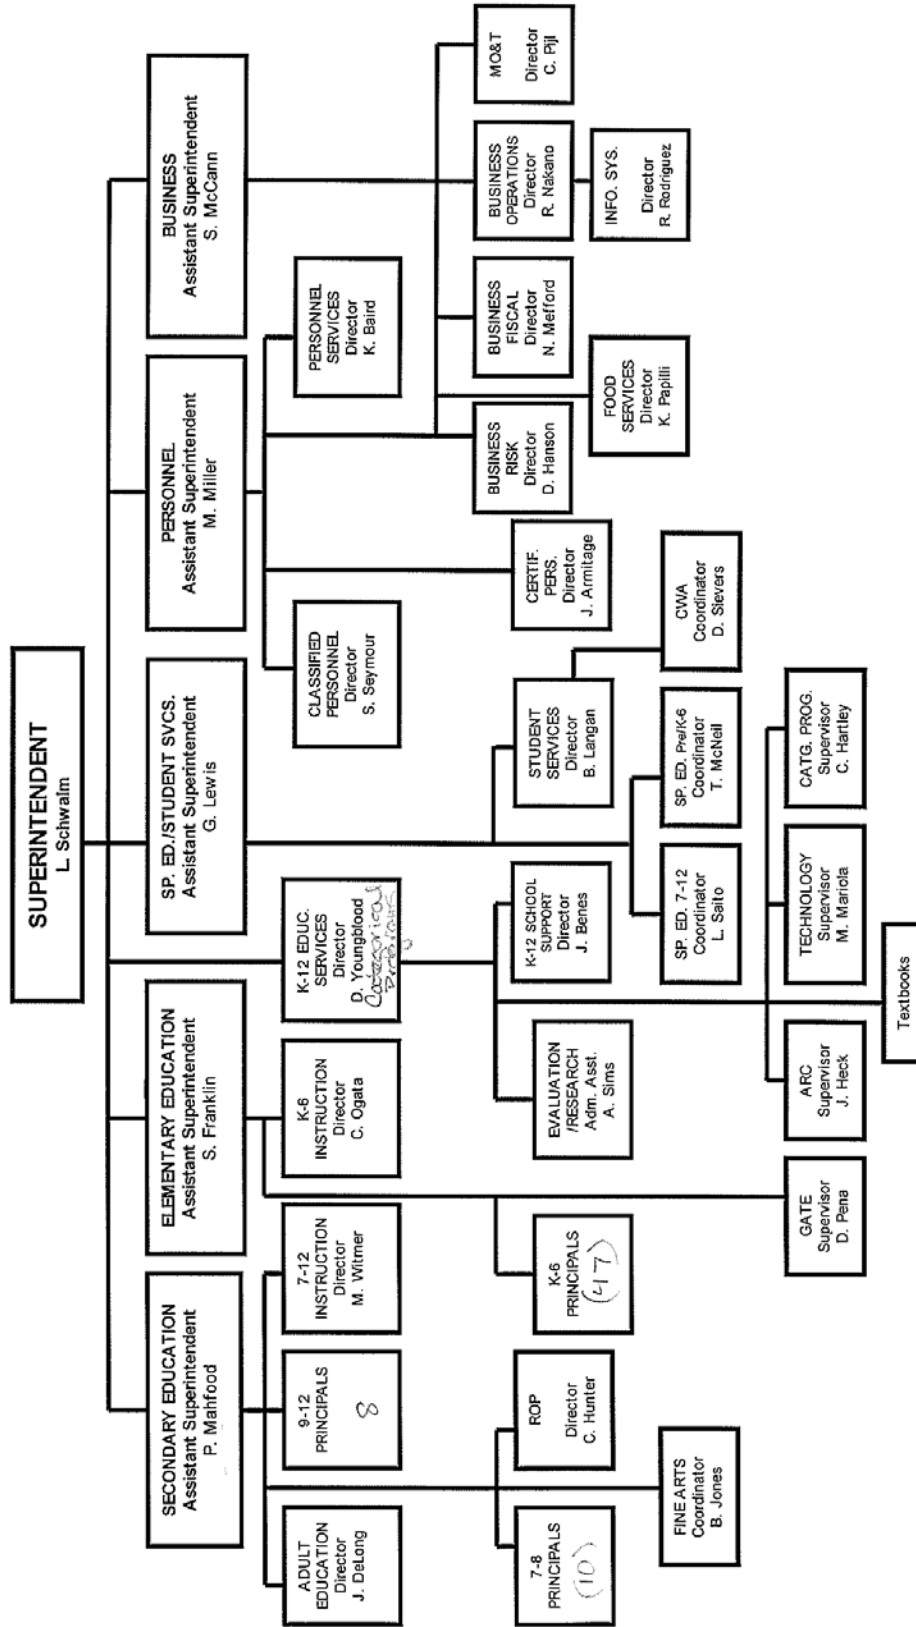 SUPERINTENDENT
L. Schwalm
SECONDARY EDUCATION
Assistant Superintendent
P. Mahfood
ELEMENTARY EDUCATION
Assistant Superintendent
S. Franklin
SP. ED./STUDENT SVCS.
Assistant Superintendent
G. Lewis
PERSONNEL
Assistant Superintendent
M. Miller
BUSINESS
Assistant Superintendent
S. McCann
ADULT
EDUCATION
Director
J. DeLong
9-12
PRINCIPALS
8
7-12
INSTRUCTION
Director
M. Witmer
K-6
INSTRUCTION
Director
C. Ogata
K-12 EDUC.
SERVICES
Director
D. Youngblood
Categorical
Programs
CLASSIFIED
PERSONNEL
Director
S. Seymour
PERSONNEL
SERVICES
Director
K. Baird
7-8
PRINCIPALS
(10)
ROP
Director
C. Hunter
K-6
PRINCIPALS
(47)
EVALUATION
/RESEARCH
Adm. Asst.
A. Sims
K-12 SCHOOL
SUPPORT
Director
J. Benes
STUDENT
SERVICES
Director
B. Langan
CERTIF.
PERS.
Director
J. Armitage
BUSINESS
RISK
Director
D. Hanson
BUSINESS
FISCAL
Director
N. Mefford
BUSINESS
OPERATIONS
Director
R. Nakano
MO&T
Director
C. Pijl
FOOD
SERVICES
Director
K. Papilli
INFO. SYS.
Director
R. Rodriguez
FINE ARTS
Coordinator
B. Jones
SP. ED. 7-12
Coordinator
L. Saito
SP. ED. Pre/K-6
Coordinator
T. McNeil
CWA
Coordinator
D. Sievers
GATE
Supervisor
D. Pena
ARC
Supervisor
J. Heck
TECHNOLOGY
Supervisor
M. Mariola
CATG. PROG.
Supervisor
C. Hartley
Textbooks